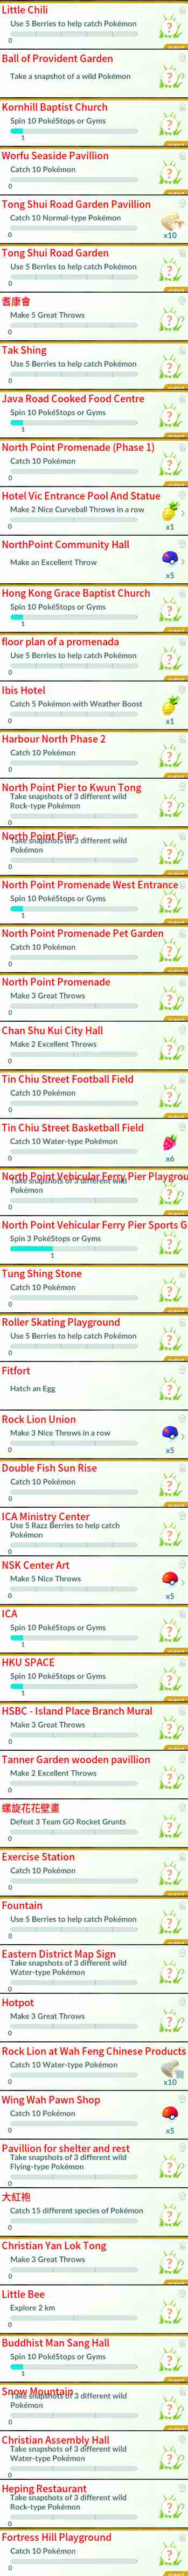 Little Chili
Use 5 Berries to help catch Pokémon
0
Ball of Provident Garden
Take a snapshot of a wild Pokémon
Kornhill Baptist Church
Spin 10 PokéStops or Gyms
1
Worfu Seaside Pavillion
Catch 10 Pokémon
0
Tong Shui Road Garden Pavillion
Catch 10 Normal-type Pokémon
0
x10
Tong Shui Road Garden
Use 5 Berries to help catch Pokémon
0
耆康會
Make 5 Great Throws
0
Tak Shing
Use 5 Berries to help catch Pokémon
0
Java Road Cooked Food Centre
Spin 10 PokéStops or Gyms
1
North Point Promenade (Phase 1)
Catch 10 Pokémon
0
Hotel Vic Entrance Pool And Statue
Make 2 Nice Curveball Throws in a row
0
x1
NorthPoint Community Hall
Make an Excellent Throw
x5
Hong Kong Grace Baptist Church
Spin 10 PokéStops or Gyms
1
floor plan of a promenada
Use 5 Berries to help catch Pokémon
0
Ibis Hotel
Catch 5 Pokémon with Weather Boost
0
x1
Harbour North Phase 2
Catch 10 Pokémon
0
North Point Pier to Kwun Tong
Take snapshots of 3 different wild
Rock-type Pokémon
0
North Point Pier
Take snapshots of 3 different wild
Pokémon
0
North Point Promenade West Entrance
Spin 10 PokéStops or Gyms
1
North Point Promenade Pet Garden
Catch 10 Pokémon
0
North Point Promenade
Make 3 Great Throws
0
Chan Shu Kui City Hall
Make 2 Excellent Throws
0
Tin Chiu Street Football Field
Catch 10 Pokémon
0
Tin Chiu Street Basketball Field
Catch 10 Water-type Pokémon
0
x6
North Point Vehicular Ferry Pier Playgrou
Take snapshots of 3 different wild
Pokémon
0
North Point Vehicular Ferry Pier Sports G
Spin 3 PokéStops or Gyms
1
Tung Shing Stone
Catch 10 Pokémon
0
Roller Skating Playground
Use 5 Berries to help catch Pokémon
0
Fitfort
Hatch an Egg
Rock Lion Union
Make 3 Nice Throws in a row
0
x5
Double Fish Sun Rise
Catch 10 Pokémon
0
ICA Ministry Center
Use 5 Razz Berries to help catch
Pokémon
0
NSK Center Art
Make 5 Nice Throws
0
x5
ICA
Spin 10 PokéStops or Gyms
1
HKU SPACE
Spin 10 PokéStops or Gyms
1
HSBC - Island Place Branch Mural
Make 3 Great Throws
0
Tanner Garden wooden pavillion
Make 2 Excellent Throws
0
螺旋花花壁畫
Defeat 3 Team GO Rocket Grunts
0
Exercise Station
Catch 10 Pokémon
0
Fountain
Use 5 Berries to help catch Pokémon
0
Eastern District Map Sign
Take snapshots of 3 different wild
Water-type Pokémon
0
Hotpot
Make 3 Great Throws
0
Rock Lion at Wah Feng Chinese Products
Catch 10 Water-type Pokémon
0
x10
Wing Wah Pawn Shop
Catch 10 Pokémon
0
x5
Pavillion for shelter and rest
Take snapshots of 3 different wild
Flying-type Pokémon
0
大紅袍
Catch 15 different species of Pokémon
0
Christian Yan Lok Tong
Make 3 Great Throws
0
Little Bee
Explore 2 km
0
Buddhist Man Sang Hall
Spin 10 PokéStops or Gyms
1
Snow Mountain
Take snapshots of 3 different wild
Pokémon
0
Christian Assembly Hall
Take snapshots of 3 different wild
Water-type Pokémon
0
Heping Restaurant
Take snapshots of 3 different wild
Rock-type Pokémon
0
Fortress Hill Playground
Catch 10 Pokémon
0